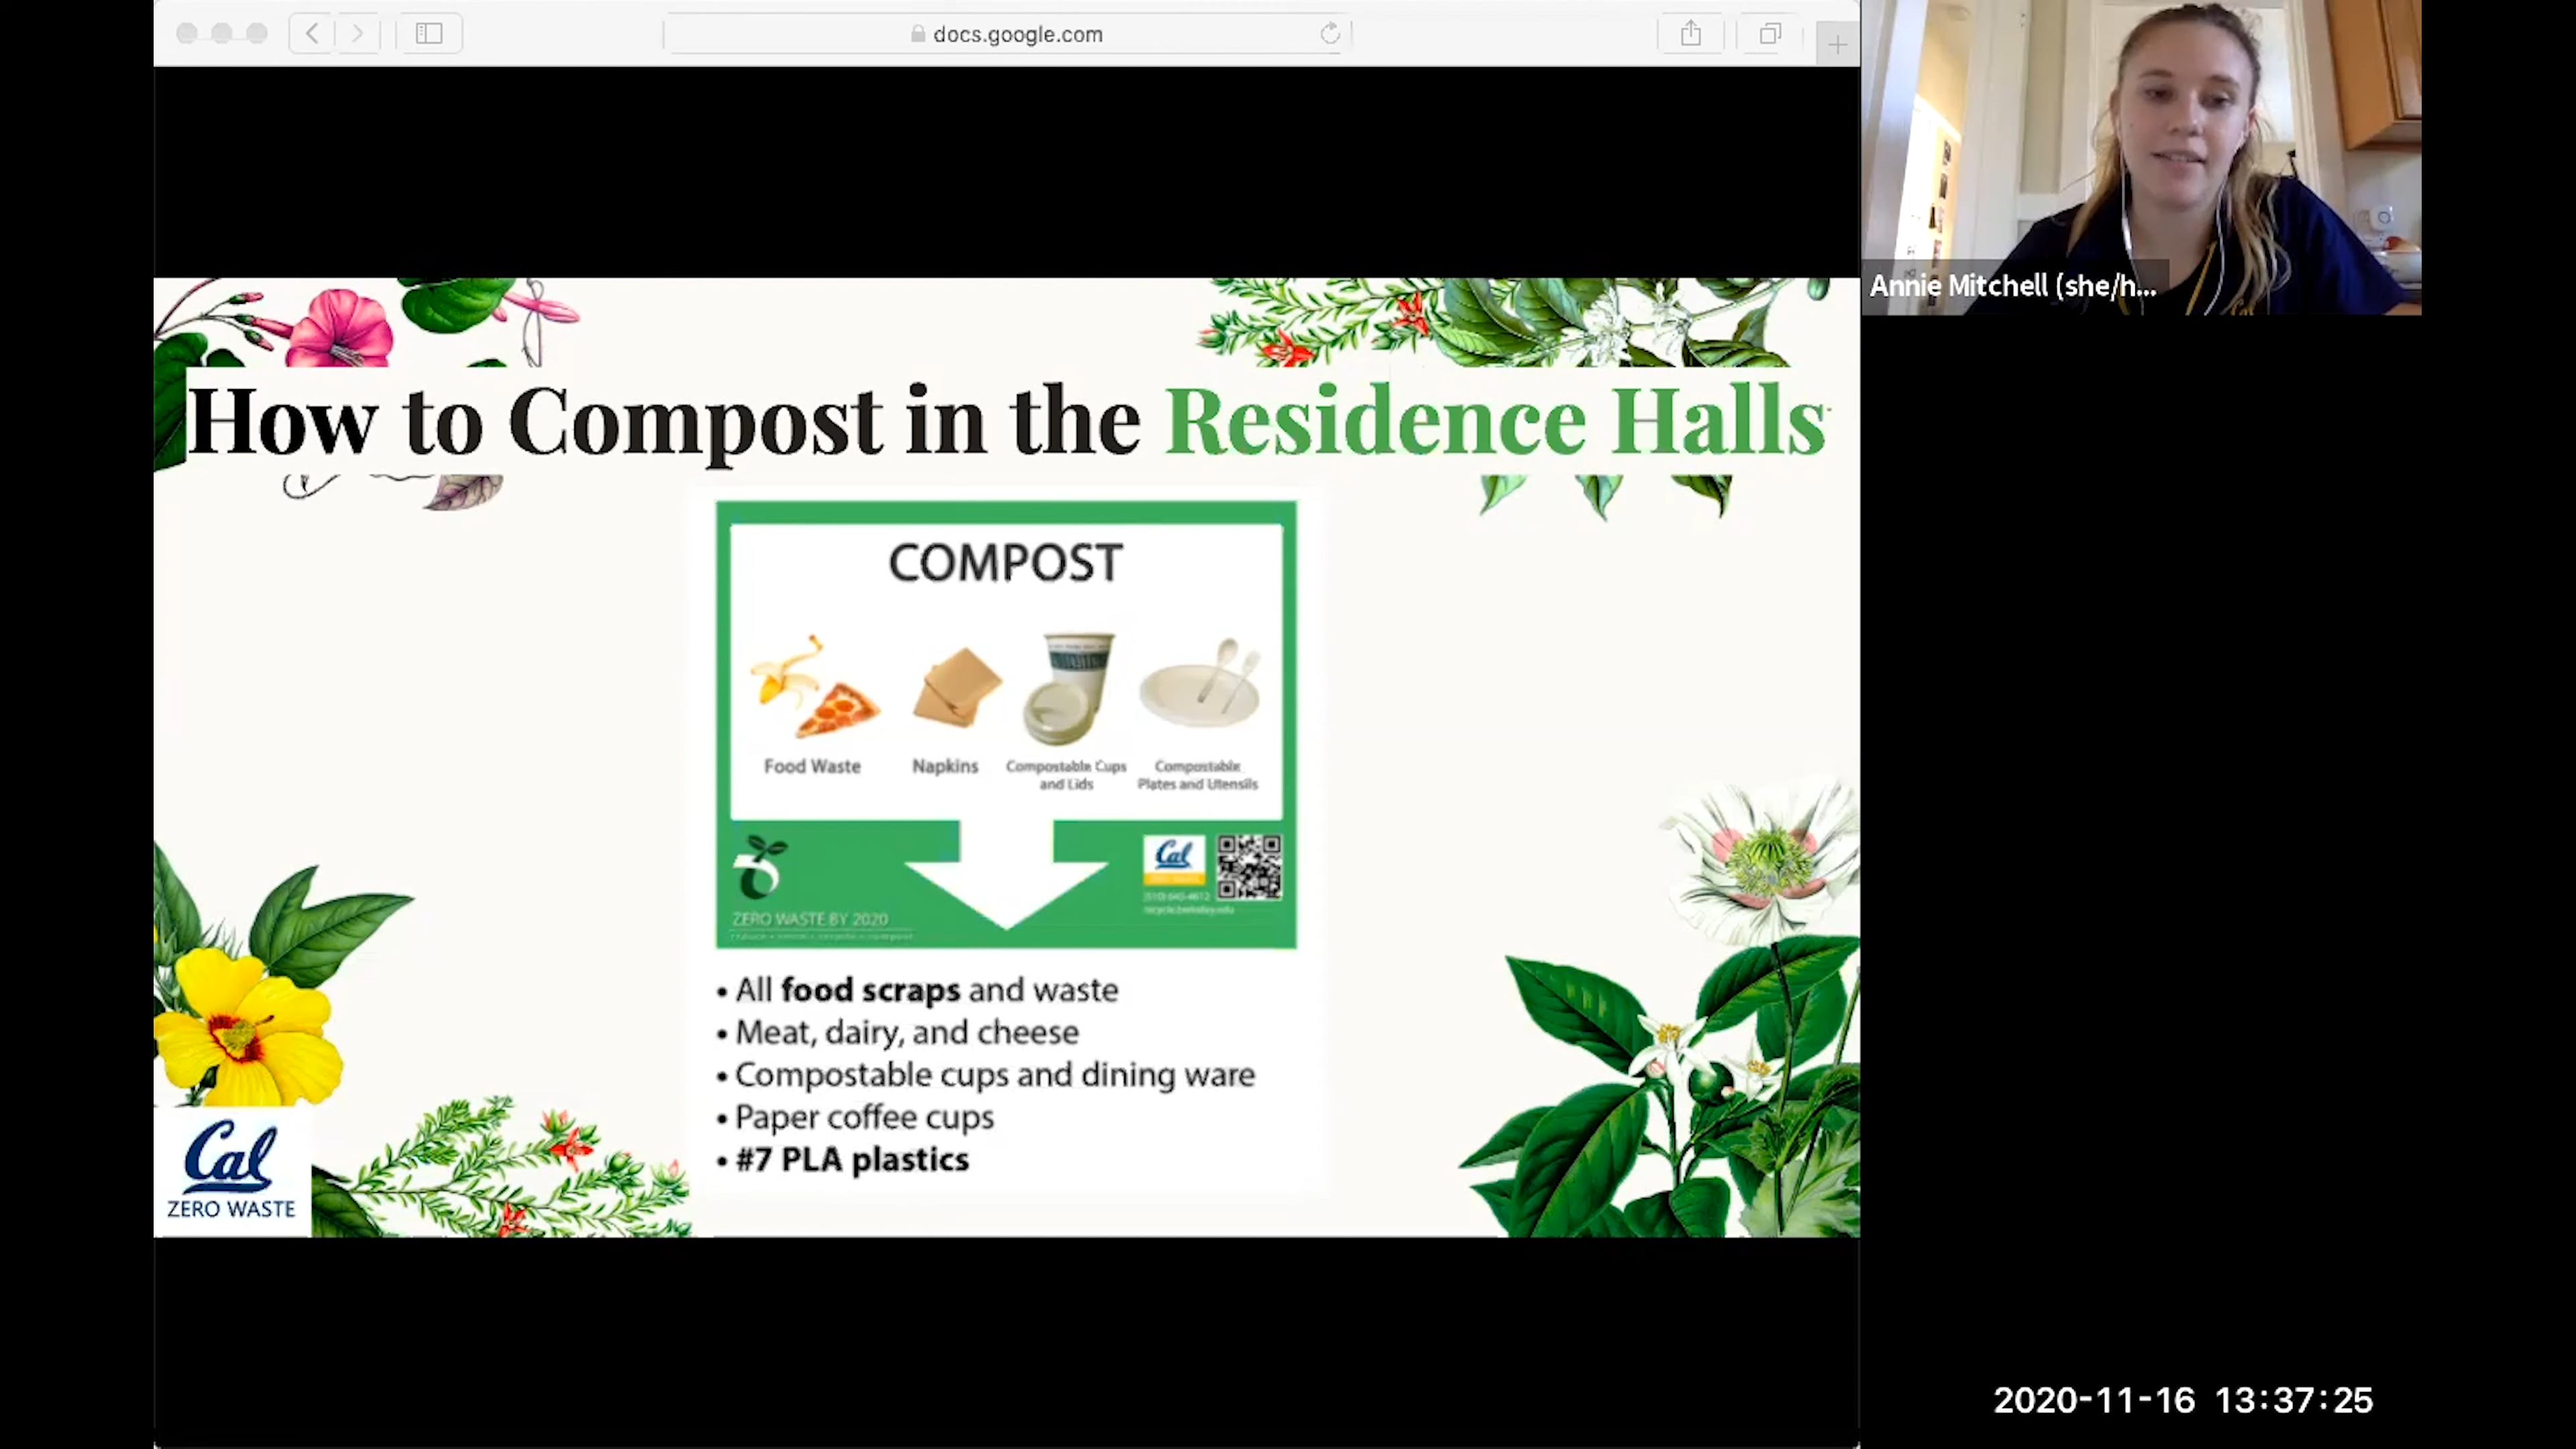 docs.google.com
Annie Mitchell (she/h...
How to Compost in the Residence Halls
COMPOST
Food Waste
Napkins
Compostable Cups
and Lids
Compostable
Plates and Utensils
Cal
ZERO WASTE BY 2020
recycle.berkeley.edu
• All food scraps and waste
• Meat, dairy, and cheese
• Compostable cups and dining ware
• Paper coffee cups
• #7 PLA plastics
Cal
ZERO WASTE
2020-11-16 13:37:25